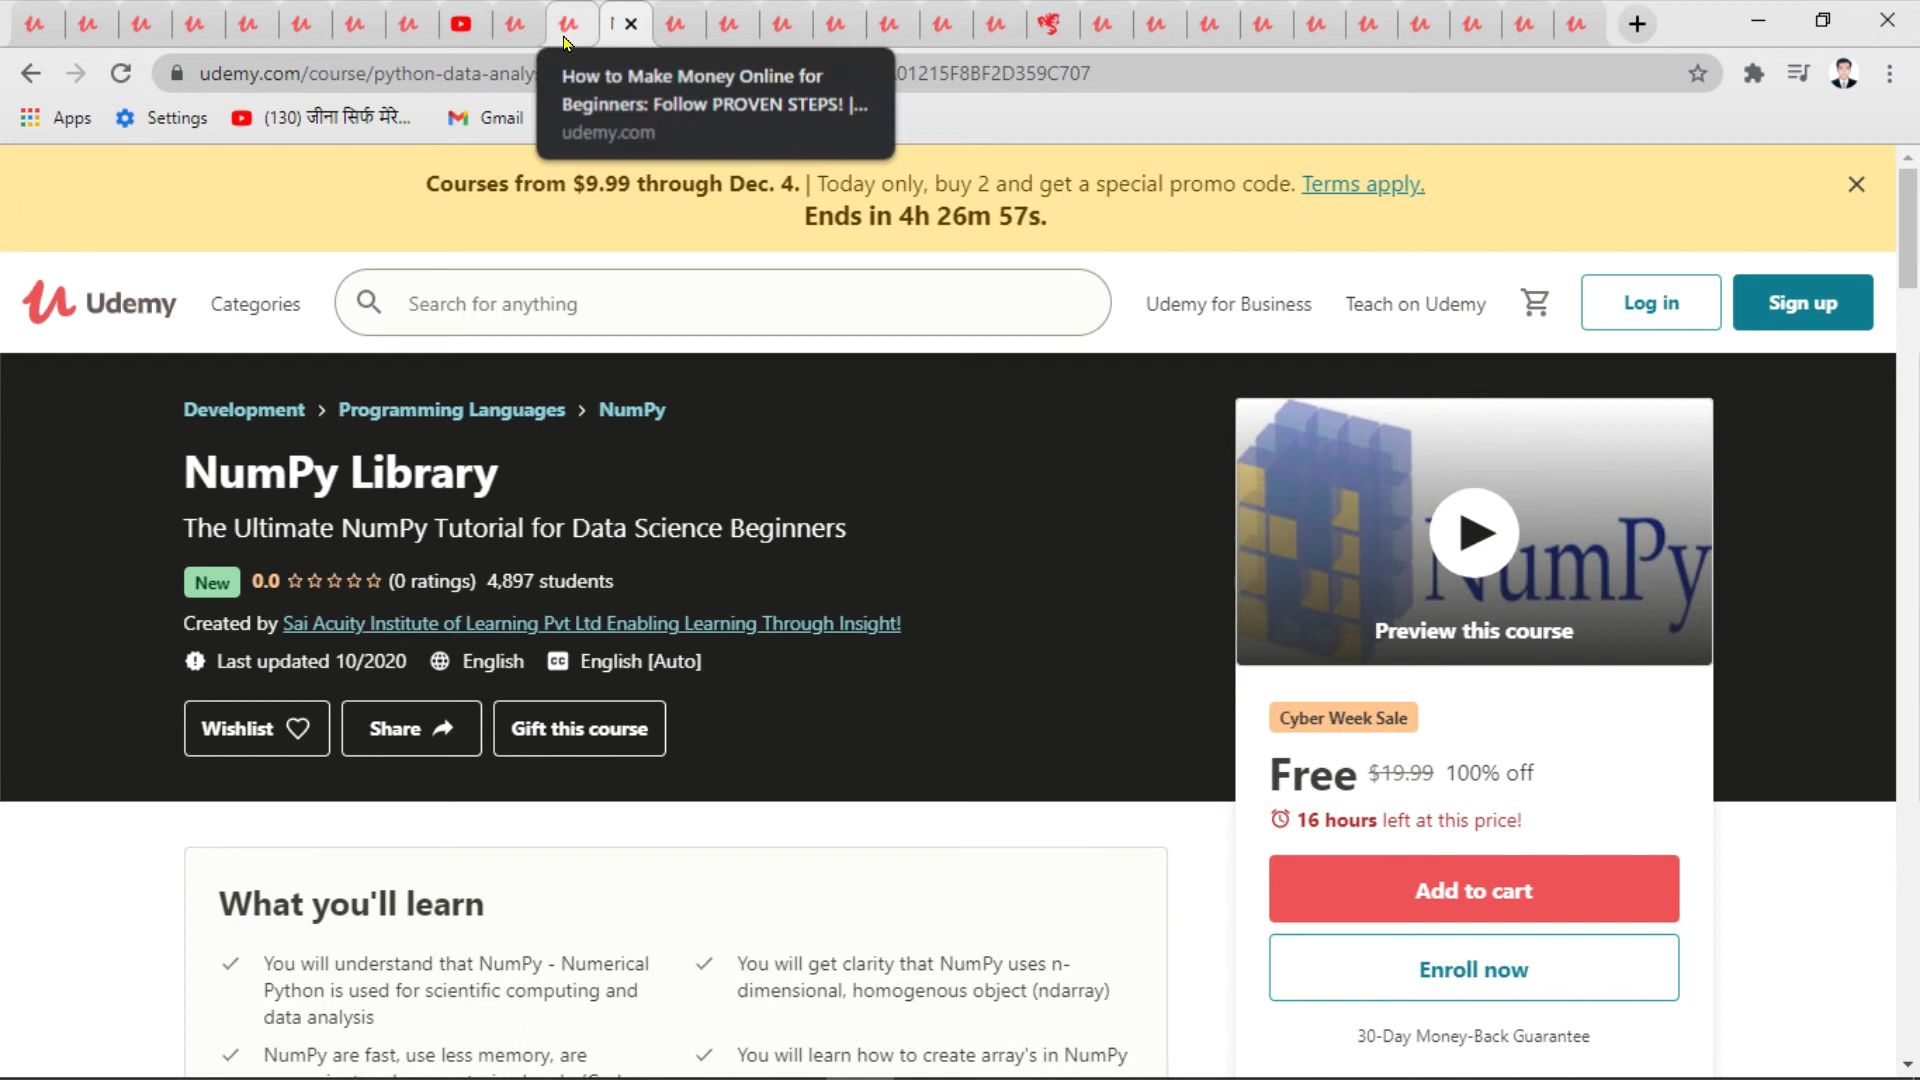 udemy.com/course/python-data-analy
01215F8BF2D359C707
How to Make Money Online for
Beginners: Follow PROVEN STEPS! |...
udemy.com
Apps
Settings
(130) जीना सिर्फ मेरे...
Gmail
Courses from $9.99 through Dec. 4. | Today only, buy 2 and get a special promo code. Terms apply.
Ends in 4h 26m 57s.
Udemy
Categories
Search for anything
Udemy for Business
Teach on Udemy
Log in
Sign up
Development > Programming Languages > NumPy
NumPy Library
The Ultimate NumPy Tutorial for Data Science Beginners
New 0.0 (0 ratings) 4,897 students
Created by Sai Acuity Institute of Learning Pvt Ltd Enabling Learning Through Insight!
Last updated 10/2020 English CC English [Auto]
Wishlist
Share
Gift this course
NumPy
Preview this course
Cyber Week Sale
Free $19.99 100% off
16 hours left at this price!
Add to cart
Enroll now
30-Day Money-Back Guarantee
What you'll learn
You will understand that NumPy - Numerical
Python is used for scientific computing and
data analysis
You will get clarity that NumPy uses n-
dimensional, homogenous object (ndarray)
NumPy are fast, use less memory, are
You will learn how to create array's in NumPy